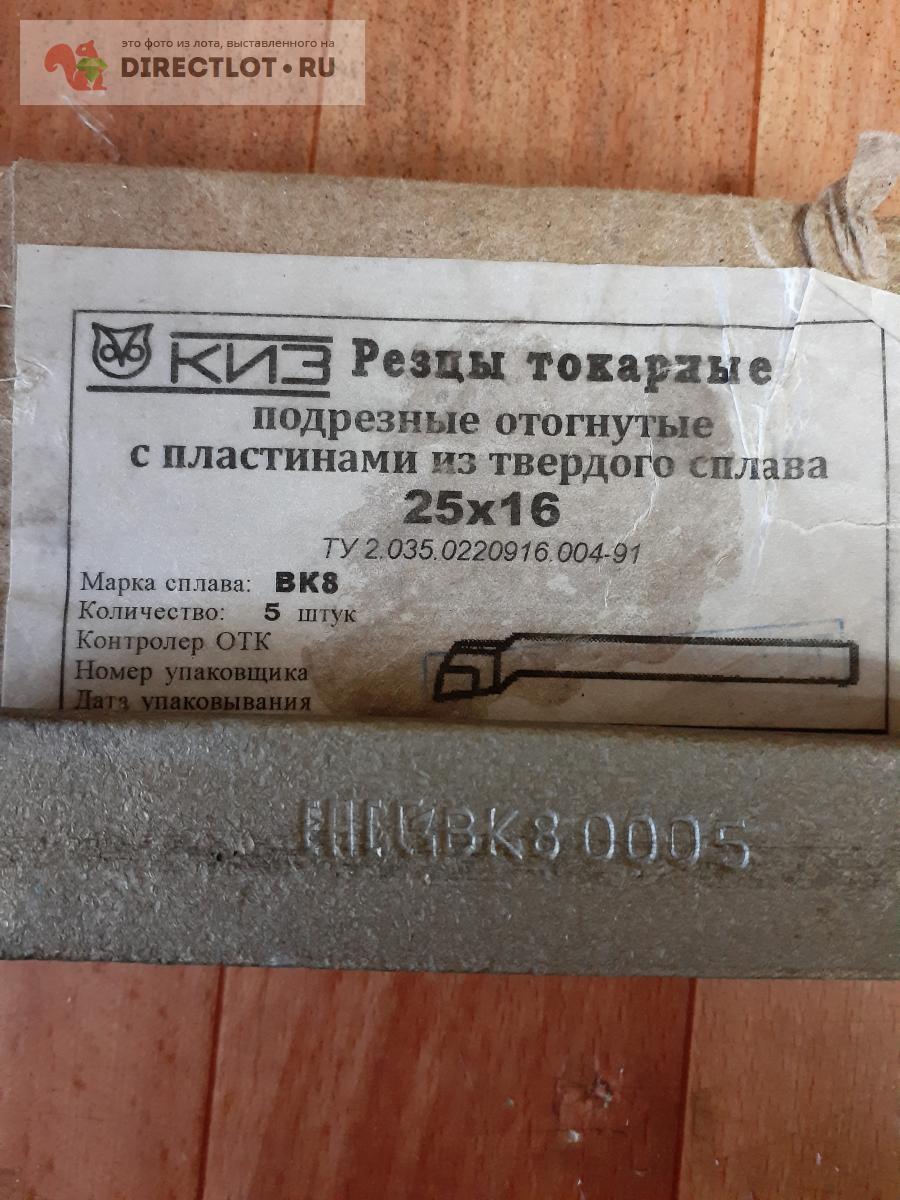 это фото из лота, выставленного на
DIRECTLOT.RU
КИЗ Резцы токарные
подрезные отогнутые
с пластинами из твердого сплава
25х16
ТУ 2.035.0220916.004-91
Марка сплава: ВК8
Количество: 5 штук
Контролер ОТК
Номер упаковщика
Дата упаковывания
ВК8 0005